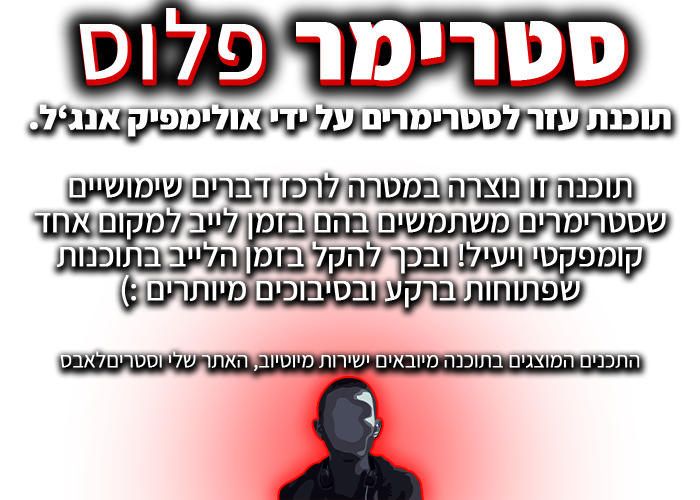 סטרימר פלוס
תוכנת עזר לסטרימרים על ידי אולימפיק אנג'ל.
תוכנה זו נוצרה במטרה לרכז דברים שימושיים
שסטרימרים משתמשים בהם בזמן לייב למקום אחד
קומפקטי ויעיל! ובכך להקל בזמן הלייב בתוכנות
שפתוחות ברקע ובסיבוכים מיותרים :)
התכנים המוצגים בתוכנה מיובאים ישירות מיוטיוב, האתר שלי וסטריםלאבס